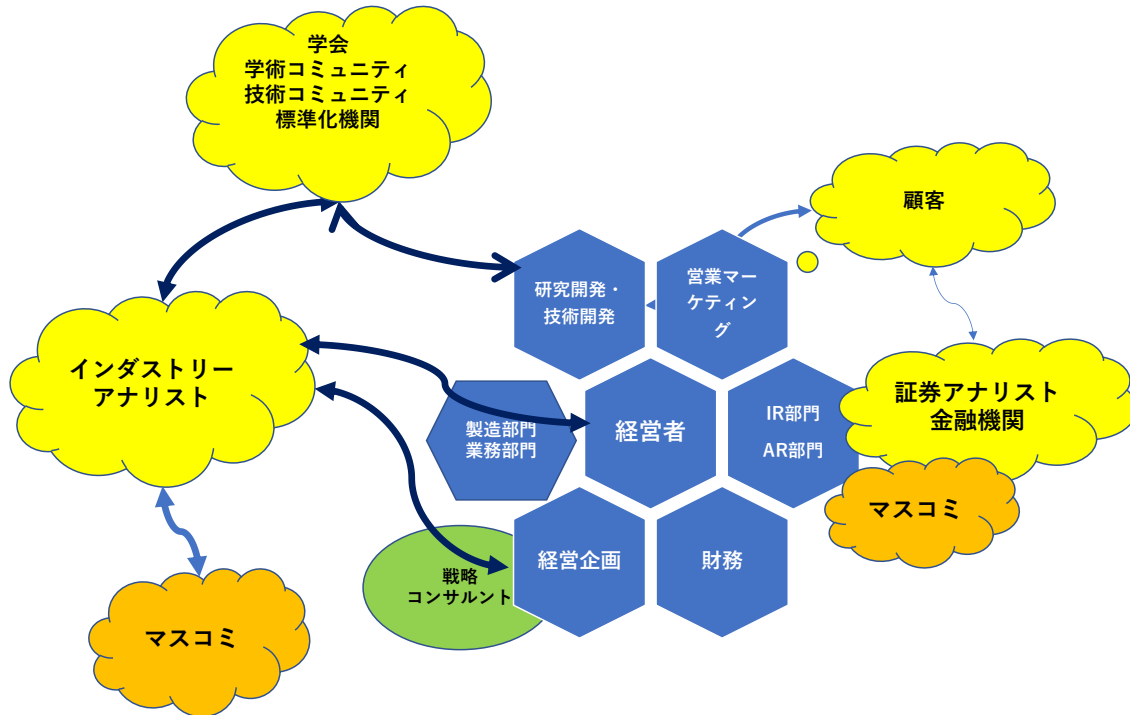 学会
学術コミュニティ
技術コミュニティ
標準化機関
顧客
研究開発・
技術開発
営業マー
ケティン
グ
インダストリー
アナリスト
製造部門
業務部門
経営者
IR部門
AR部門
証券アナリスト
金融機関
マスコミ
戦略
コンサルント
経営企画
財務
マスコミ